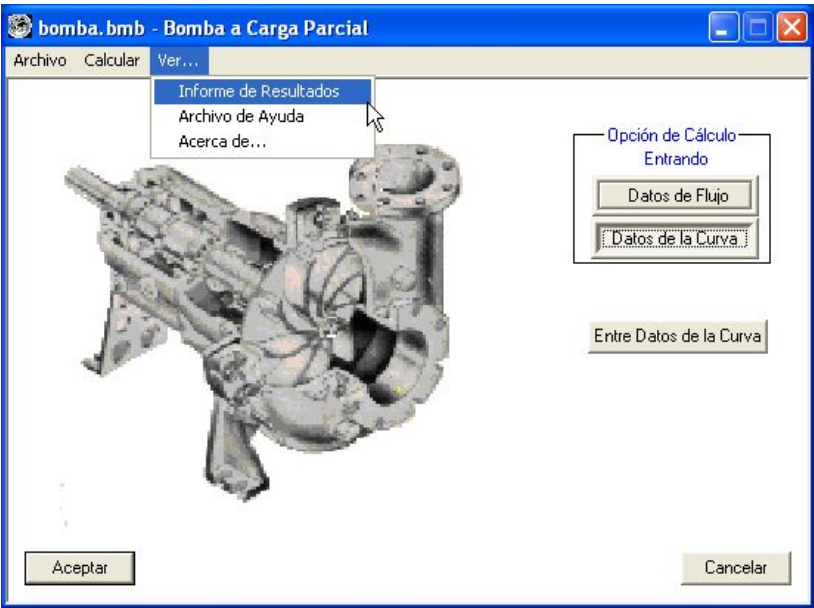 bomba.bmb - Bomba a Carga Parcial
Archivo Calcular Ver...
Informe de Resultados
Archivo de Ayuda
Acerca de...
Opción de Cálculo
Entrando
Datos de Flujo
Datos de la Curva
Entre Datos de la Curva
Aceptar Cancelar